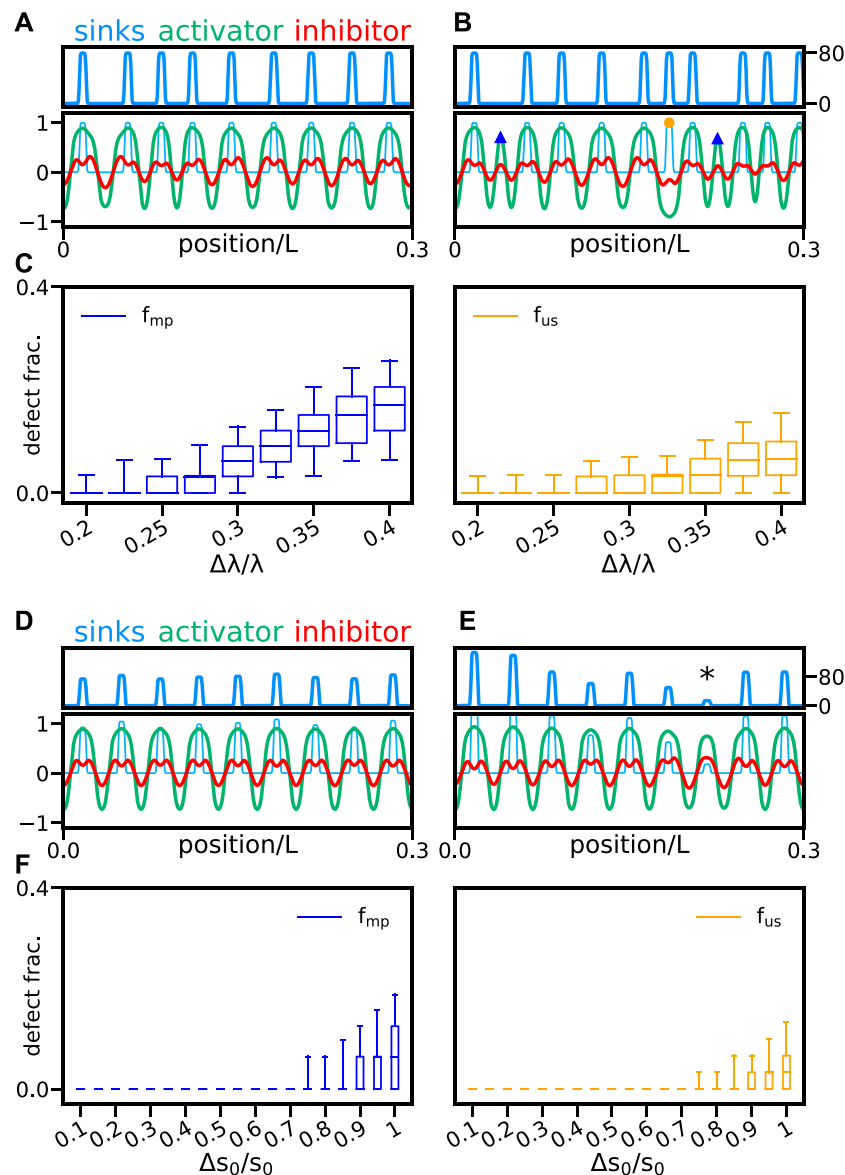 A
B
sinks activator inhibitor
80
0
1
0
−1
0
position/L
0.3
0
position/L
0.3
C
0.4
defect frac.
0.0
f_mp
f_us
0.2
0.25
0.3
0.35
0.4
Δλ/λ
0.2
0.25
0.3
0.35
0.4
Δλ/λ
D
E
sinks activator inhibitor
*
80
0
1
0
−1
0.0
position/L
0.3
0.0
position/L
0.3
F
0.4
defect frac.
0.0
f_mp
f_us
0.1
0.2
0.3
0.4
0.5
0.6
0.7
0.8
0.9
1
Δs₀/s₀
0.1
0.2
0.3
0.4
0.5
0.6
0.7
0.8
0.9
1
Δs₀/s₀